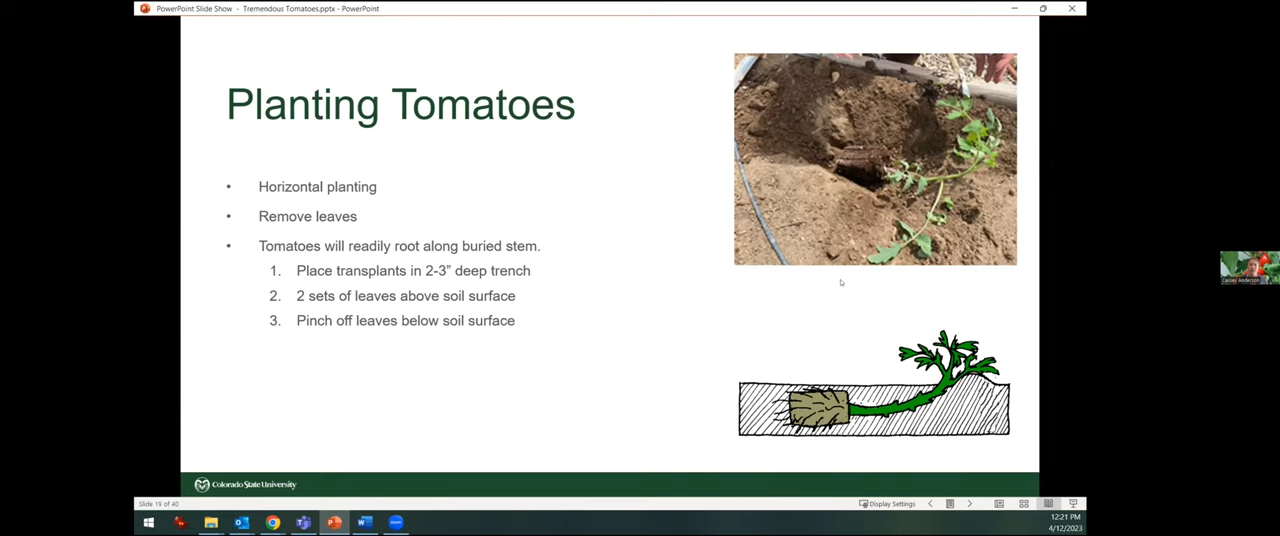 PowerPoint Slide Show - Tremendous Tomatoes.pptx - PowerPoint
Planting Tomatoes
• Horizontal planting
• Remove leaves
• Tomatoes will readily root along buried stem.
1. Place transplants in 2-3” deep trench
2. 2 sets of leaves above soil surface
3. Pinch off leaves below soil surface
Cassey Anderson
Colorado State University
Slide 19 of 40
Display Settings
12:21 PM
4/12/2023